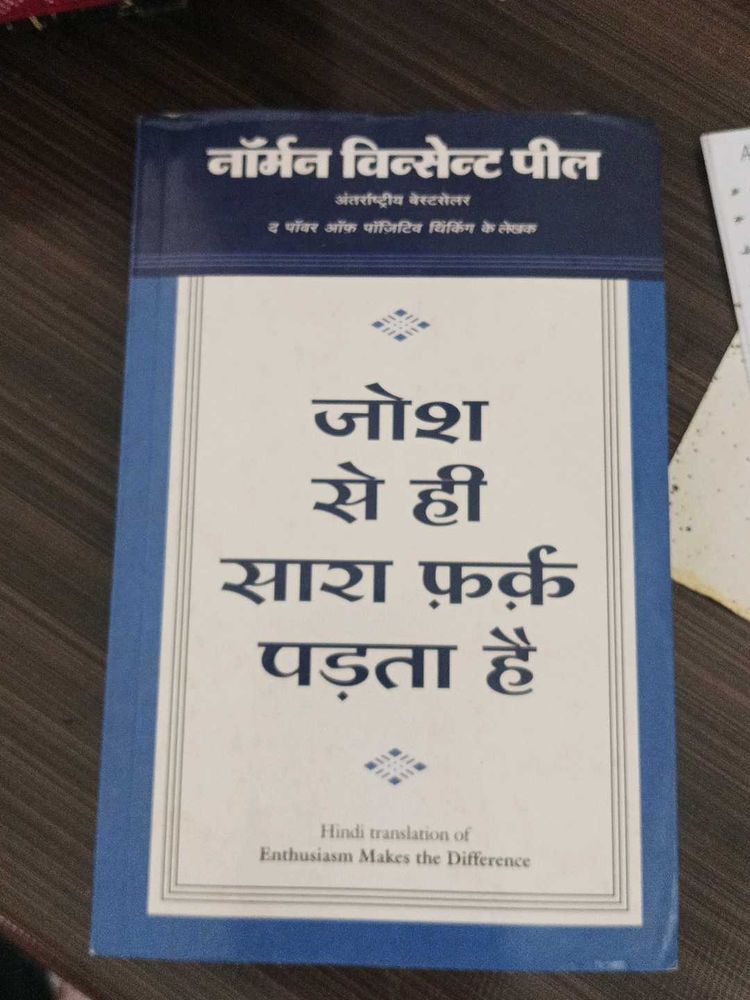 नॉर्मन विन्सेन्ट पील
अंतर्राष्ट्रीय बेस्टसेलर
द पॉवर ऑफ़ पॉज़िटिव थिंकिंग के लेखक
जोश
से ही
सारा फ़र्क़
पड़ता है
Hindi translation of
Enthusiasm Makes the Difference